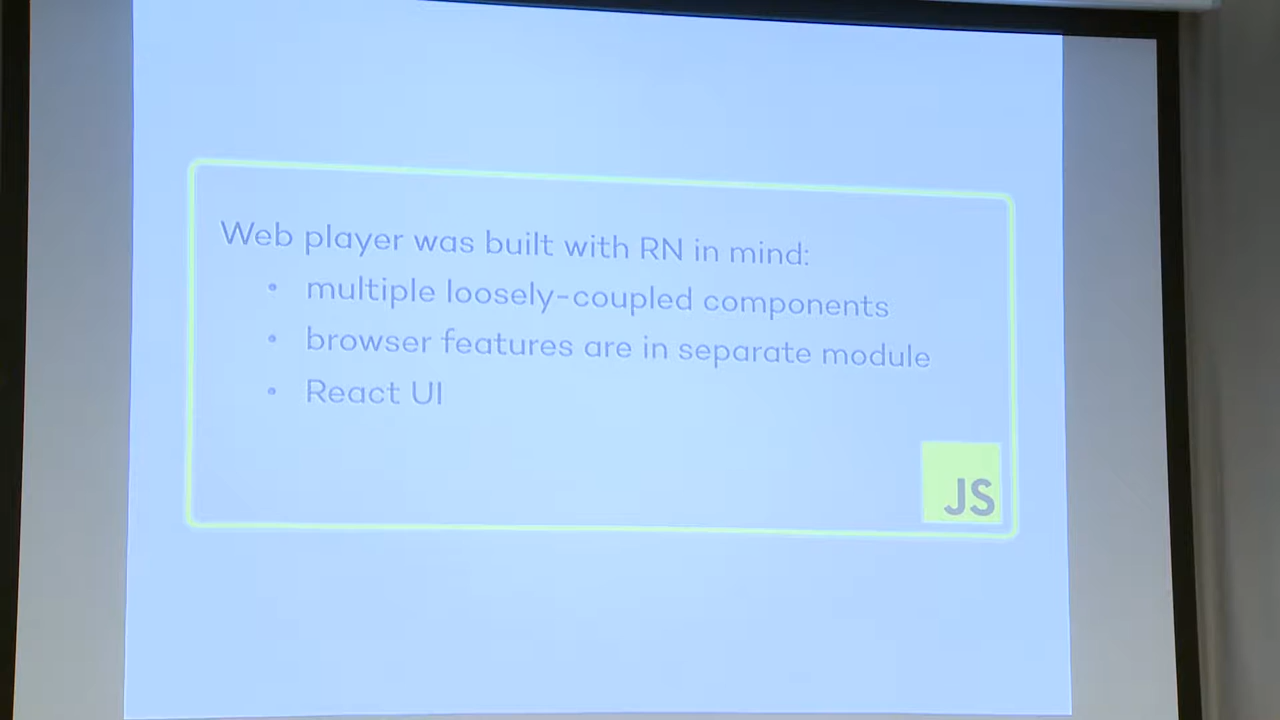 Web player was built with RN in mind:
• multiple loosely-coupled components
• browser features are in separate module
• React UI
JS